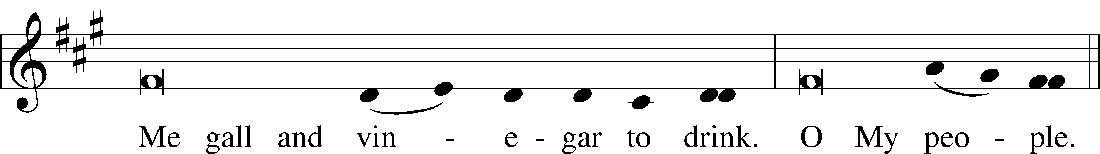 Me gall and vin - e - gar to drink. O My peo - ple.